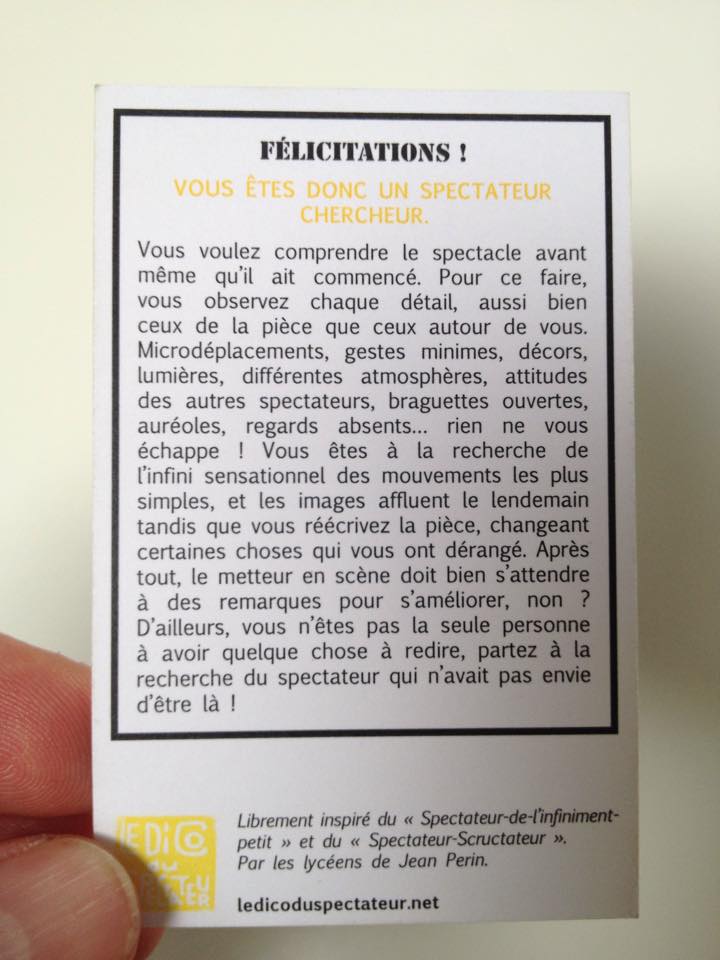 FÉLICITATIONS !
VOUS ÊTES DONC UN SPECTATEUR
CHERCHEUR.
Vous voulez comprendre le spectacle avant
même qu'il ait commencé. Pour ce faire,
vous observez chaque détail, aussi bien
ceux de la pièce que ceux autour de vous.
Microdéplacements, gestes minimes, décors,
lumières, différentes atmosphères, attitudes
des autres spectateurs, braguettes ouvertes,
auréoles, regards absents... rien ne vous
échappe ! Vous êtes à la recherche de
l'infini sensationnel des mouvements les plus
simples, et les images affluent le lendemain
tandis que vous réécrivez la pièce, changeant
certaines choses qui vous ont dérangé. Après
tout, le metteur en scène doit bien s'attendre
à des remarques pour s'améliorer, non ?
D'ailleurs, vous n'êtes pas la seule personne
à avoir quelque chose à redire, partez à la
recherche du spectateur qui n'avait pas envie
d'être là !
Librement inspiré du « Spectateur-de-l'infiniment-
petit » et du « Spectateur-Scructateur ».
Par les lycéens de Jean Perin.
ledicoduspectateur.net
LE DICO